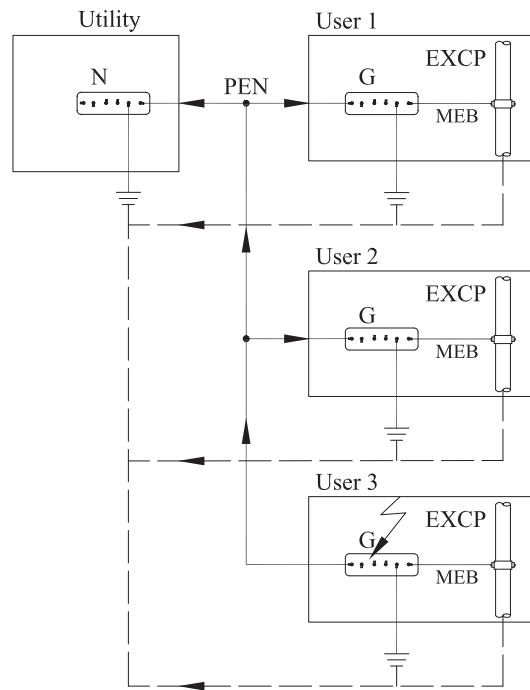 Utility
User 1
N
PEN
G
EXCP
MEB
User 2
G
EXCP
MEB
User 3
G
EXCP
MEB